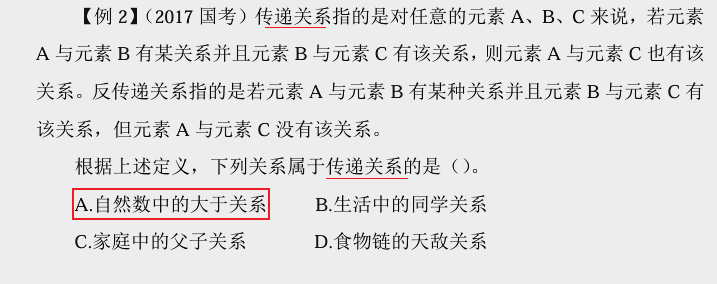 【例 2】（2017 国考）传递关系指的是对任意的元素 A、B、C 来说，若元素
A 与元素 B 有某关系并且元素 B 与元素 C 有该关系，则元素 A 与元素 C 也有该
关系。反传递关系指的是若元素 A 与元素 B 有某种关系并且元素 B 与元素 C 有
该关系，但元素 A 与元素 C 没有该关系。
根据上述定义，下列关系属于传递关系的是（）。
A.自然数中的大于关系 B.生活中的同学关系
C.家庭中的父子关系 D.食物链的天敌关系